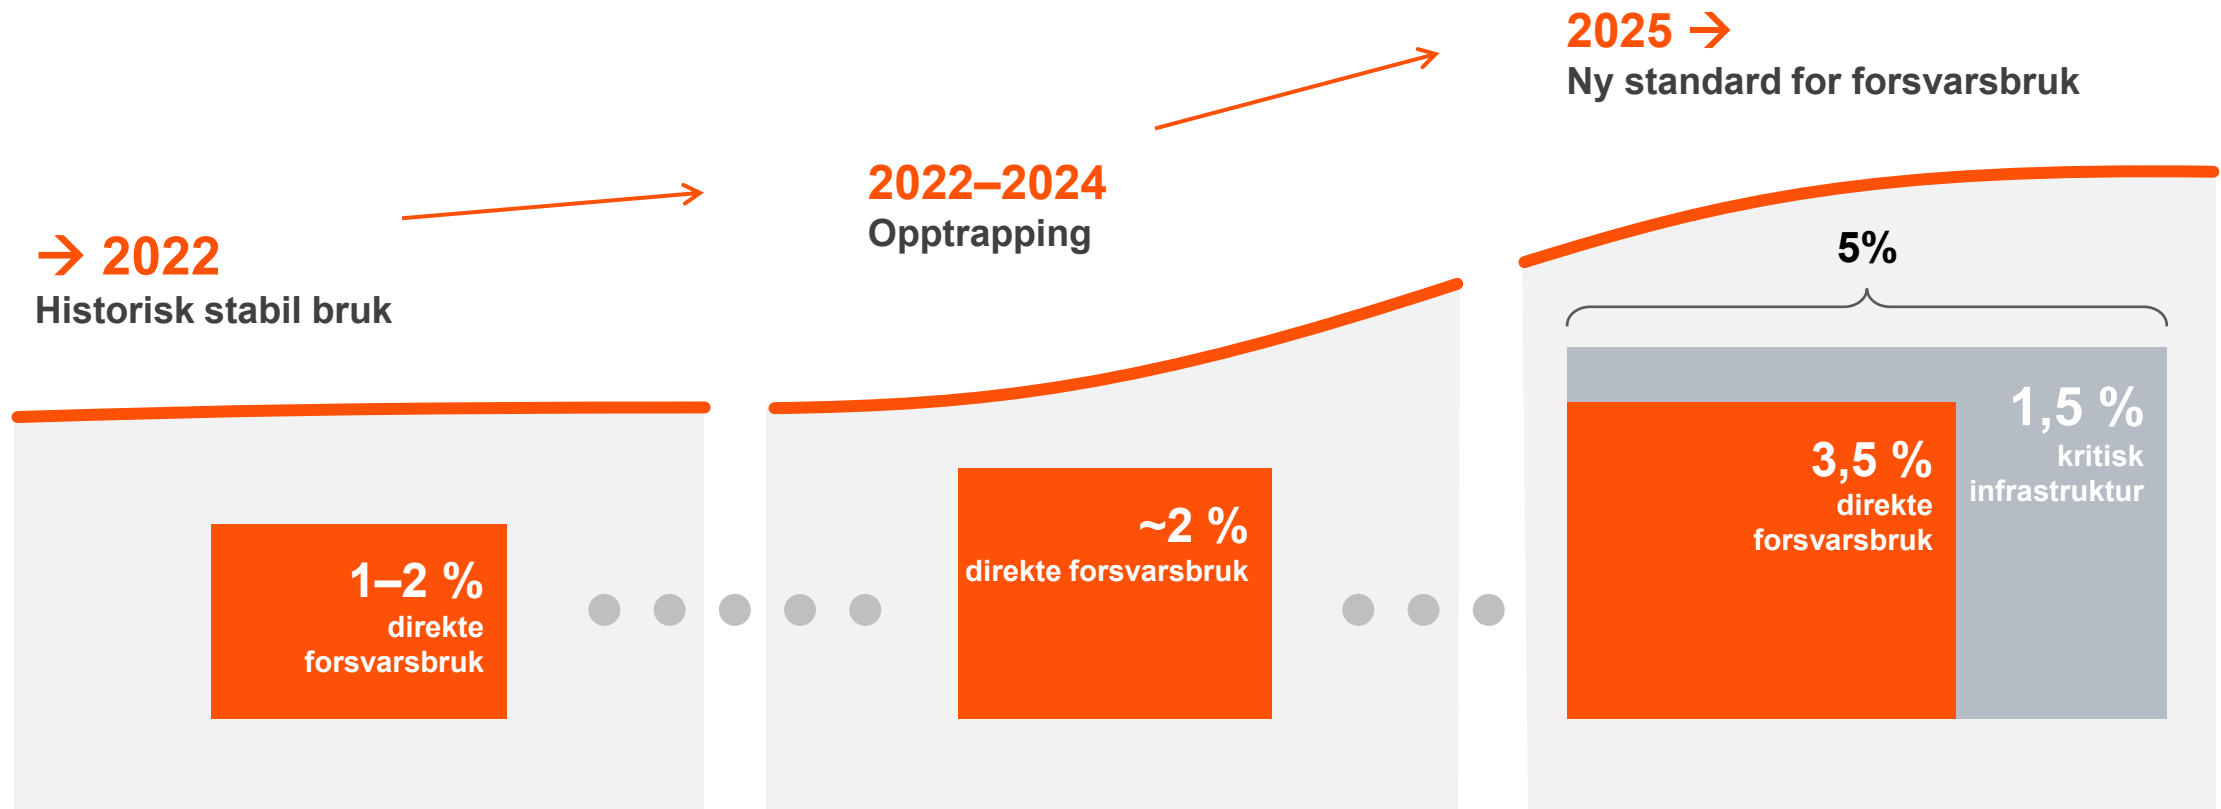 → 2022
Historisk stabil bruk
1–2 %
direkte
forsvarsbruk
2022–2024
Opptrapping
~2 %
direkte forsvarsbruk
2025 →
Ny standard for forsvarsbruk
5%
3,5 %
direkte
forsvarsbruk
1,5 %
kritisk
infrastruktur